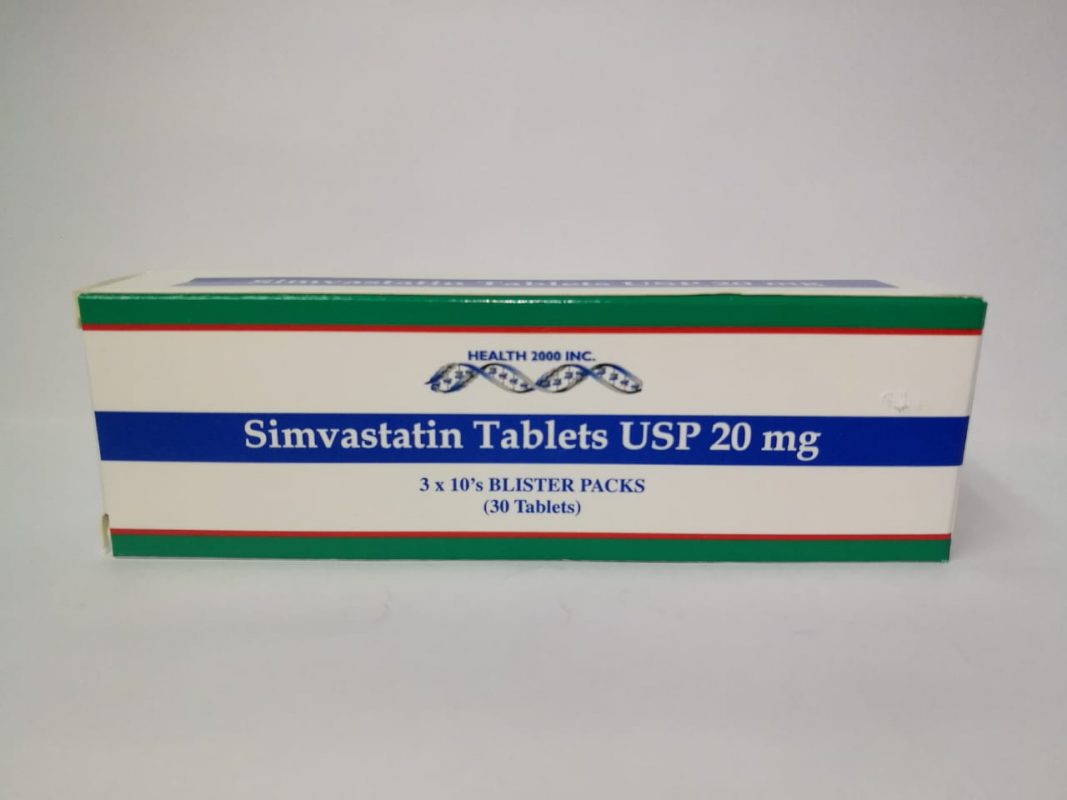 Simvastatin Tablets USP 20 mg
HEALTH 2000 INC.
Simvastatin Tablets USP 20 mg
3 x 10's BLISTER PACKS
(30 Tablets)